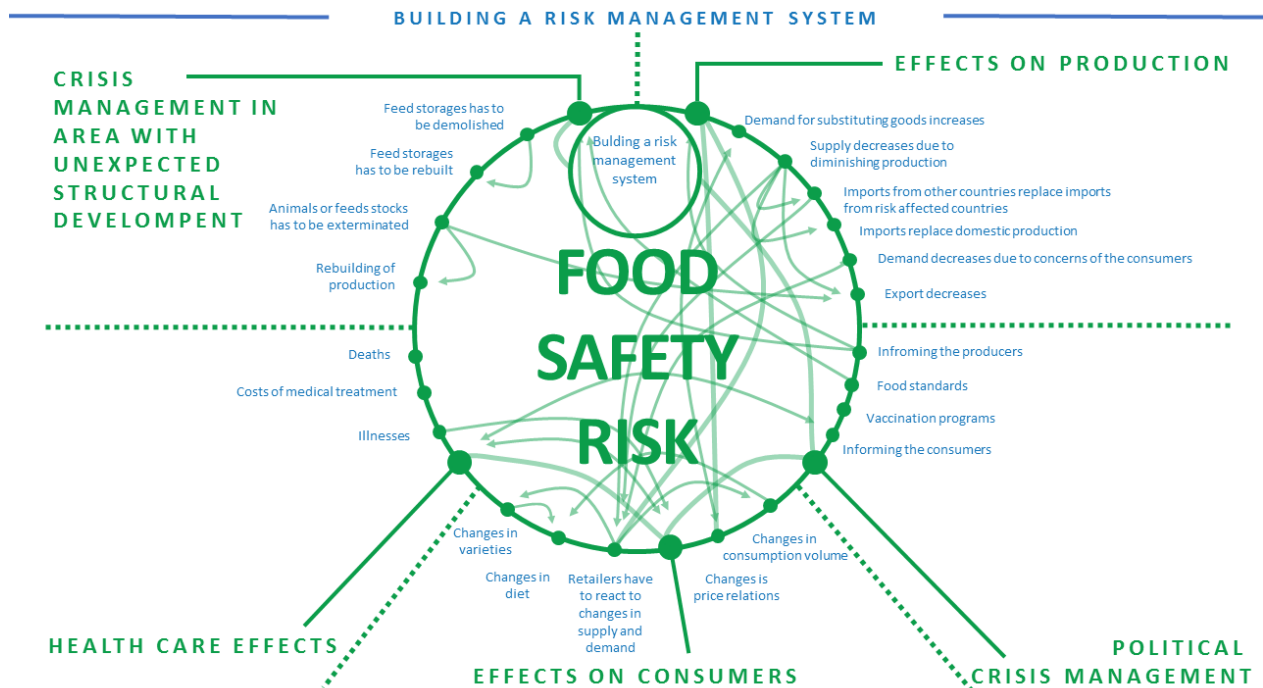 BUILDING A RISK MANAGEMENT SYSTEM
CRISIS
MANAGEMENT IN
AREA WITH
UNEXPECTED
STRUCTURAL
DEVELOMPENT
EFFECTS ON PRODUCTION
Feed storages has to
be demolished
Feed storages
has to be rebuilt
Animals or feeds stocks
has to be exterminated
Rebuilding of
production
Bulding a risk
management
system
Demand for substituting goods increases
Supply decreases due to
diminishing production
Imports from other countries replace imports
from risk affected countries
Imports replace domestic production
Demand decreases due to concerns of the consumers
Export decreases
FOOD
SAFETY
RISK
Deaths
Costs of medical treatment
Illnesses
Infroming the producers
Food standards
Vaccination programs
Informing the consumers
Changes in
varieties
Changes in
diet
Retailers have
to react to
changes in
supply and
demand
Changes is
price relations
Changes in
consumption volume
HEALTH CARE EFFECTS
EFFECTS ON CONSUMERS
POLITICAL
CRISIS MANAGEMENT